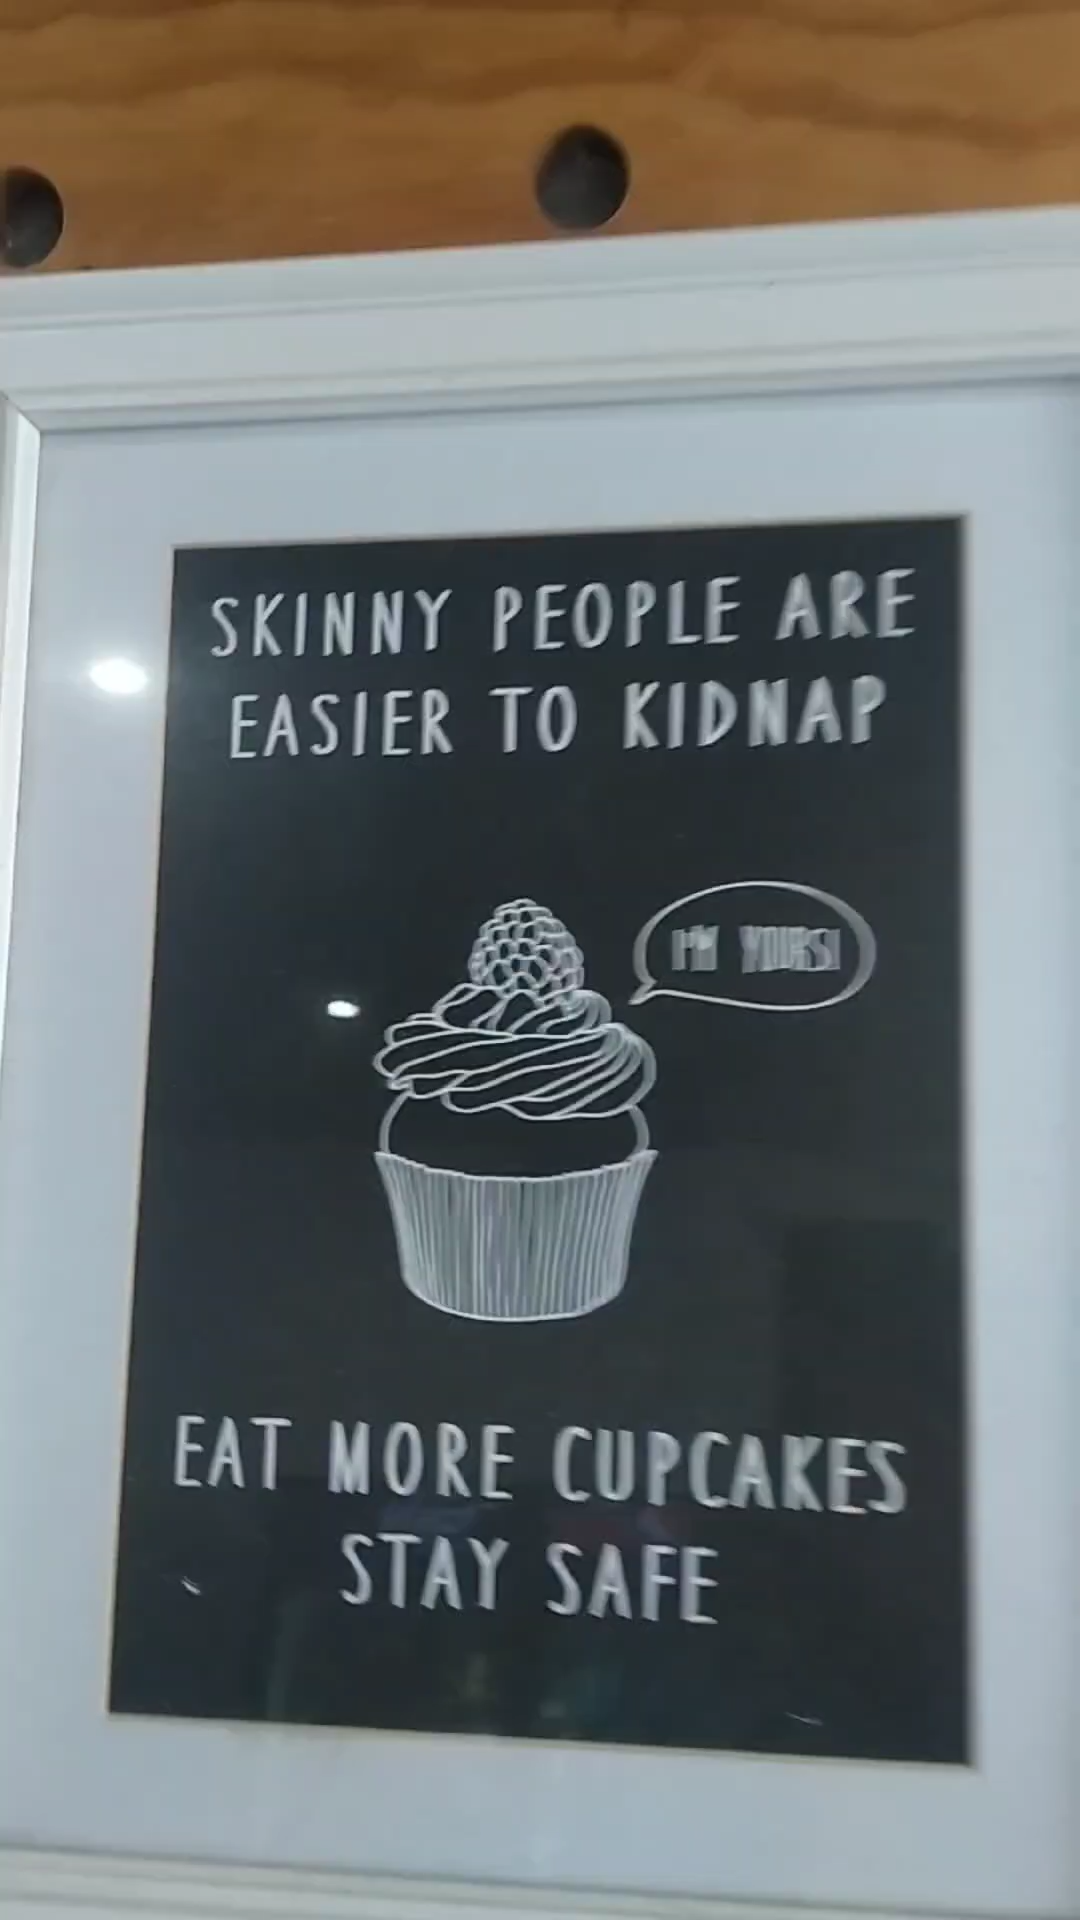 SKINNY PEOPLE ARE
EASIER TO KIDNAP
I'M YOURS!
EAT MORE CUPCAKES
STAY SAFE